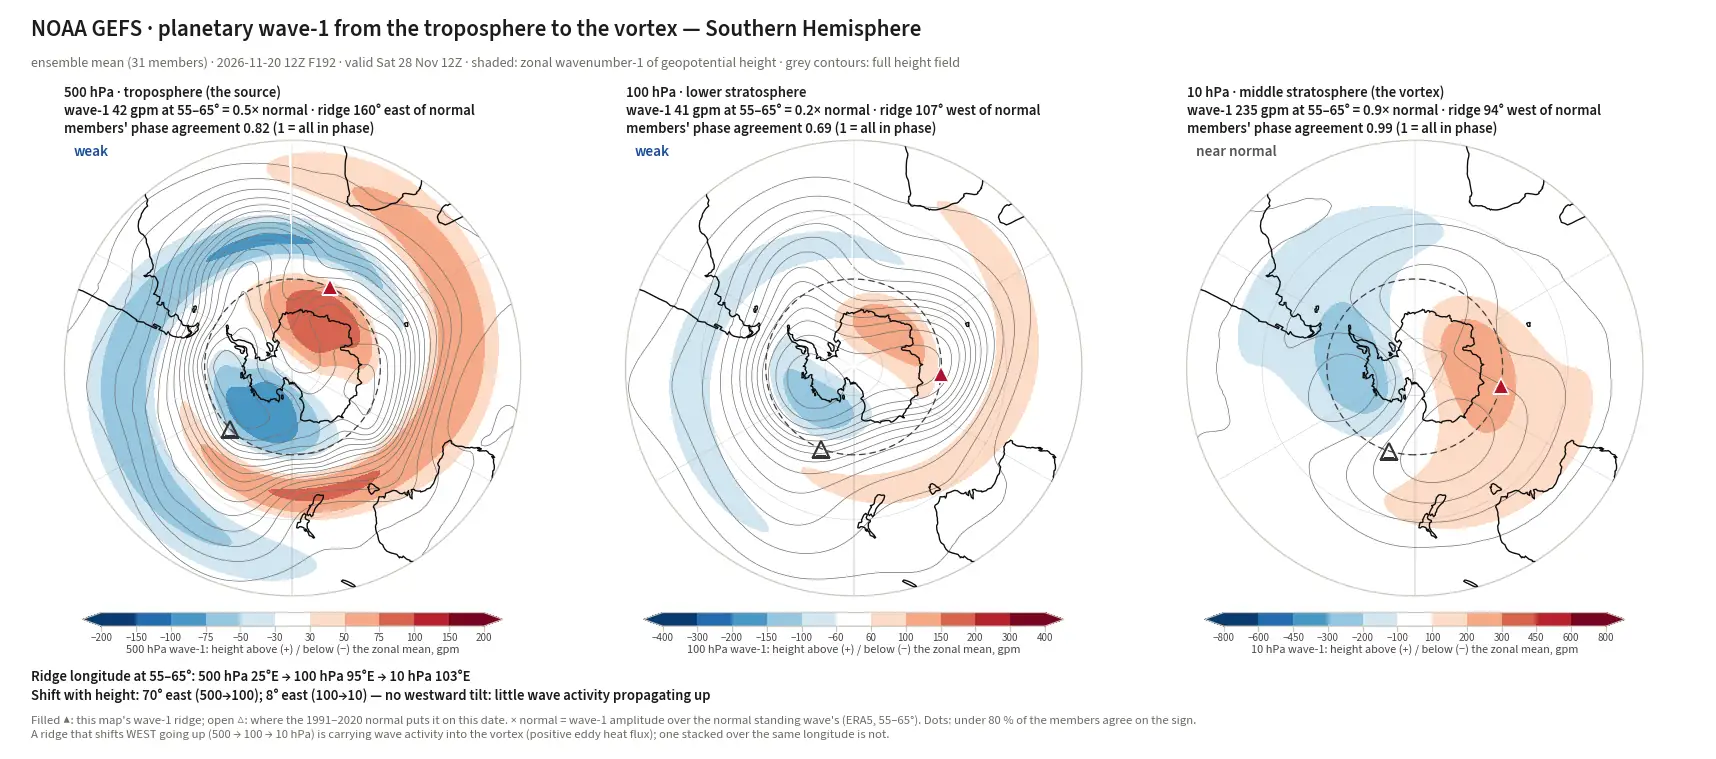 NOAA GEFS · planetary wave-1 from the troposphere to the vortex — Southern Hemisphere
ensemble mean (31 members) · 2026-11-20 12Z F192 · valid Sat 28 Nov 12Z · shaded: zonal wavenumber-1 of geopotential height · grey contours: full height field
500 hPa · troposphere (the source)
wave-1 42 gpm at 55–65° = 0.5× normal · ridge 160° east of normal
members' phase agreement 0.82 (1 = all in phase)
weak
100 hPa · lower stratosphere
wave-1 41 gpm at 55–65° = 0.2× normal · ridge 107° west of normal
members' phase agreement 0.69 (1 = all in phase)
weak
10 hPa · middle stratosphere (the vortex)
wave-1 235 gpm at 55–65° = 0.9× normal · ridge 94° west of normal
members' phase agreement 0.99 (1 = all in phase)
near normal
−200 −150 −100 −75 −50 −30 30 50 75 100 150 200
500 hPa wave-1: height above (+) / below (−) the zonal mean, gpm
−400 −300 −200 −150 −100 −60 60 100 150 200 300 400
100 hPa wave-1: height above (+) / below (−) the zonal mean, gpm
−800 −600 −450 −300 −200 −100 100 200 300 450 600 800
10 hPa wave-1: height above (+) / below (−) the zonal mean, gpm
Ridge longitude at 55–65°: 500 hPa 25°E → 100 hPa 95°E → 10 hPa 103°E
Shift with height: 70° east (500→100); 8° east (100→10) — no westward tilt: little wave activity propagating up
Filled ▲: this map's wave-1 ridge; open △: where the 1991–2020 normal puts it on this date. × normal = wave-1 amplitude over the normal standing wave's (ERA5, 55–65°). Dots: under 80 % of the members agree on the sign.
A ridge that shifts WEST going up (500 → 100 → 10 hPa) is carrying wave activity into the vortex (positive eddy heat flux); one stacked over the same longitude is not.